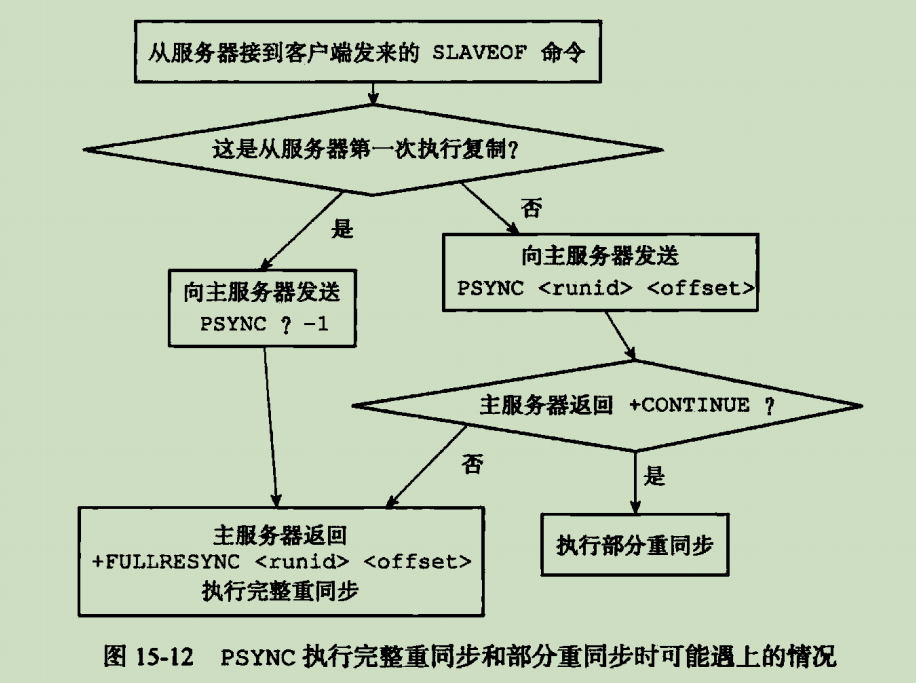 从服务器接到客户端发来的 SLAVEOF 命令
这是从服务器第一次执行复制?
是
否
向主服务器发送
PSYNC ? -1
向主服务器发送
PSYNC <runid> <offset>
主服务器返回 +CONTINUE ?
否
是
主服务器返回
+FULLRESYNC <runid> <offset>
执行完整重同步
执行部分重同步
图 15-12 PSYNC 执行完整重同步和部分重同步时可能遇上的情况